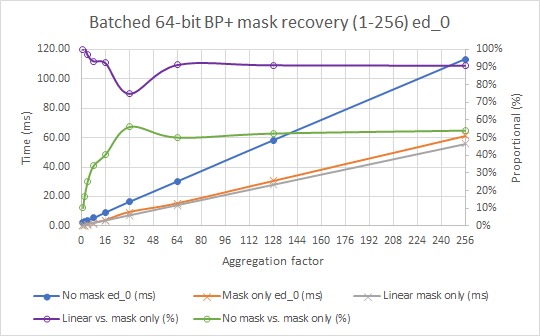 Batched 64-bit BP+ mask recovery (1-256) ed_0
120.00
100.00
80.00
60.00
40.00
20.00
0.00
Time (ms)
100%
90%
80%
70%
60%
50%
40%
30%
20%
10%
0%
Proportional (%)
0 16 32 48 64 80 96 112 128 144 160 176 192 208 224 240 256
Aggregation factor
No mask ed_0 (ms) Mask only ed_0 (ms) Linear mask only (ms)
Linear vs. mask only (%) No mask vs. mask only (%)